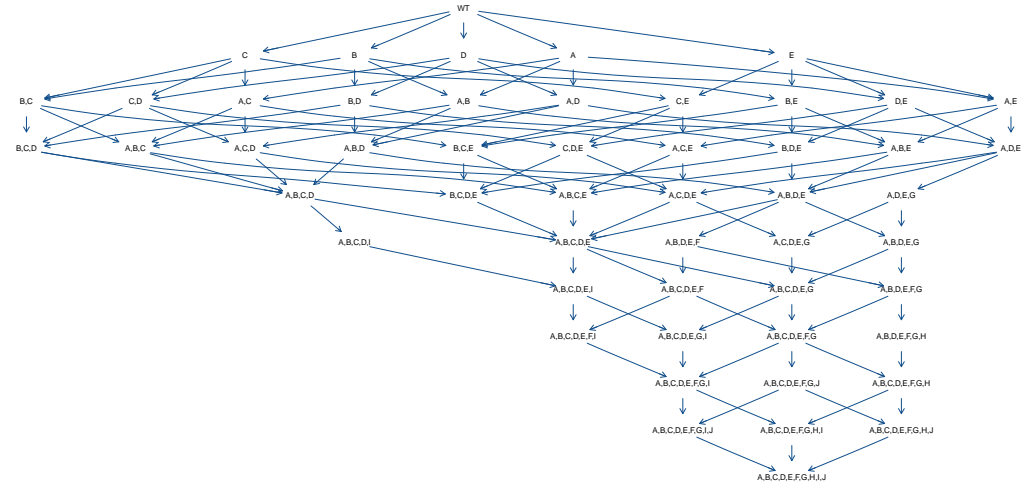 WT
C B D A E
B,C C,D A,C B,D A,B A,D C,E B,E D,E A,E
B,C,D A,B,C A,C,D A,B,D B,C,E C,D,E A,C,E B,D,E A,B,E A,D,E
A,B,C,D B,C,D,E A,B,C,E A,C,D,E A,B,D,E A,D,E,G
A,B,C,D,I A,B,C,D,E A,B,D,E,F A,C,D,E,G A,B,D,E,G
A,B,C,D,E,I A,B,C,D,E,F A,B,C,D,E,G A,B,D,E,F,G
A,B,C,D,E,F,I A,B,C,D,E,G,I A,B,C,D,E,F,G A,B,D,E,F,G,H
A,B,C,D,E,F,G,I A,B,C,D,E,F,G,J A,B,C,D,E,F,G,H
A,B,C,D,E,F,G,I,J A,B,C,D,E,F,G,H,I A,B,C,D,E,F,G,H,J
A,B,C,D,E,F,G,H,I,J